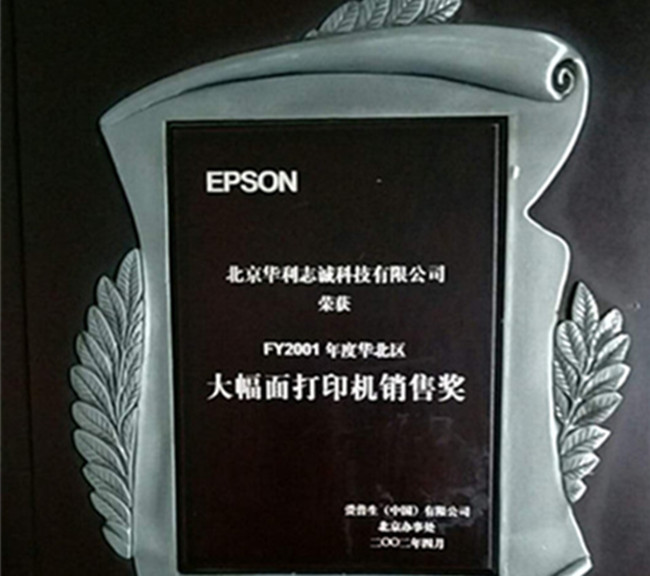 EPSON
北京华利志诚科技有限公司
荣获
FY2001 年度华北区
大幅面打印机销售奖
爱普生（中国）有限公司
北京办事处
二〇〇二年四月